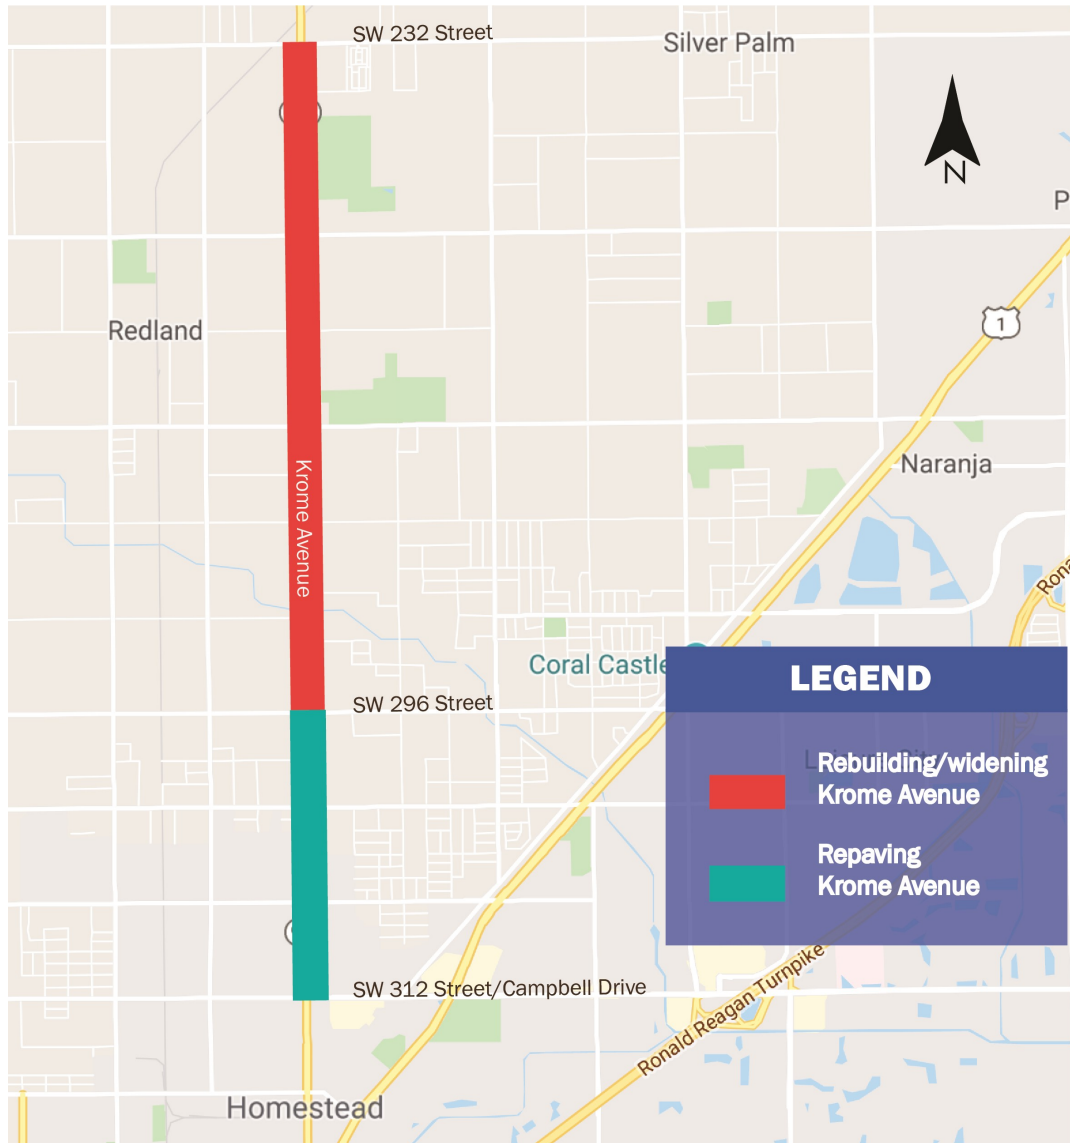 SW 232 Street
Silver Palm
N
P
1
Redland
Naranja
Krome Avenue
Rona
Coral Castle
SW 296 Street
LEGEND
Rebuilding/widening
Krome Avenue
Repaving
Krome Avenue
Ronald Reagan Turnpike
SW 312 Street/Campbell Drive
Homestead